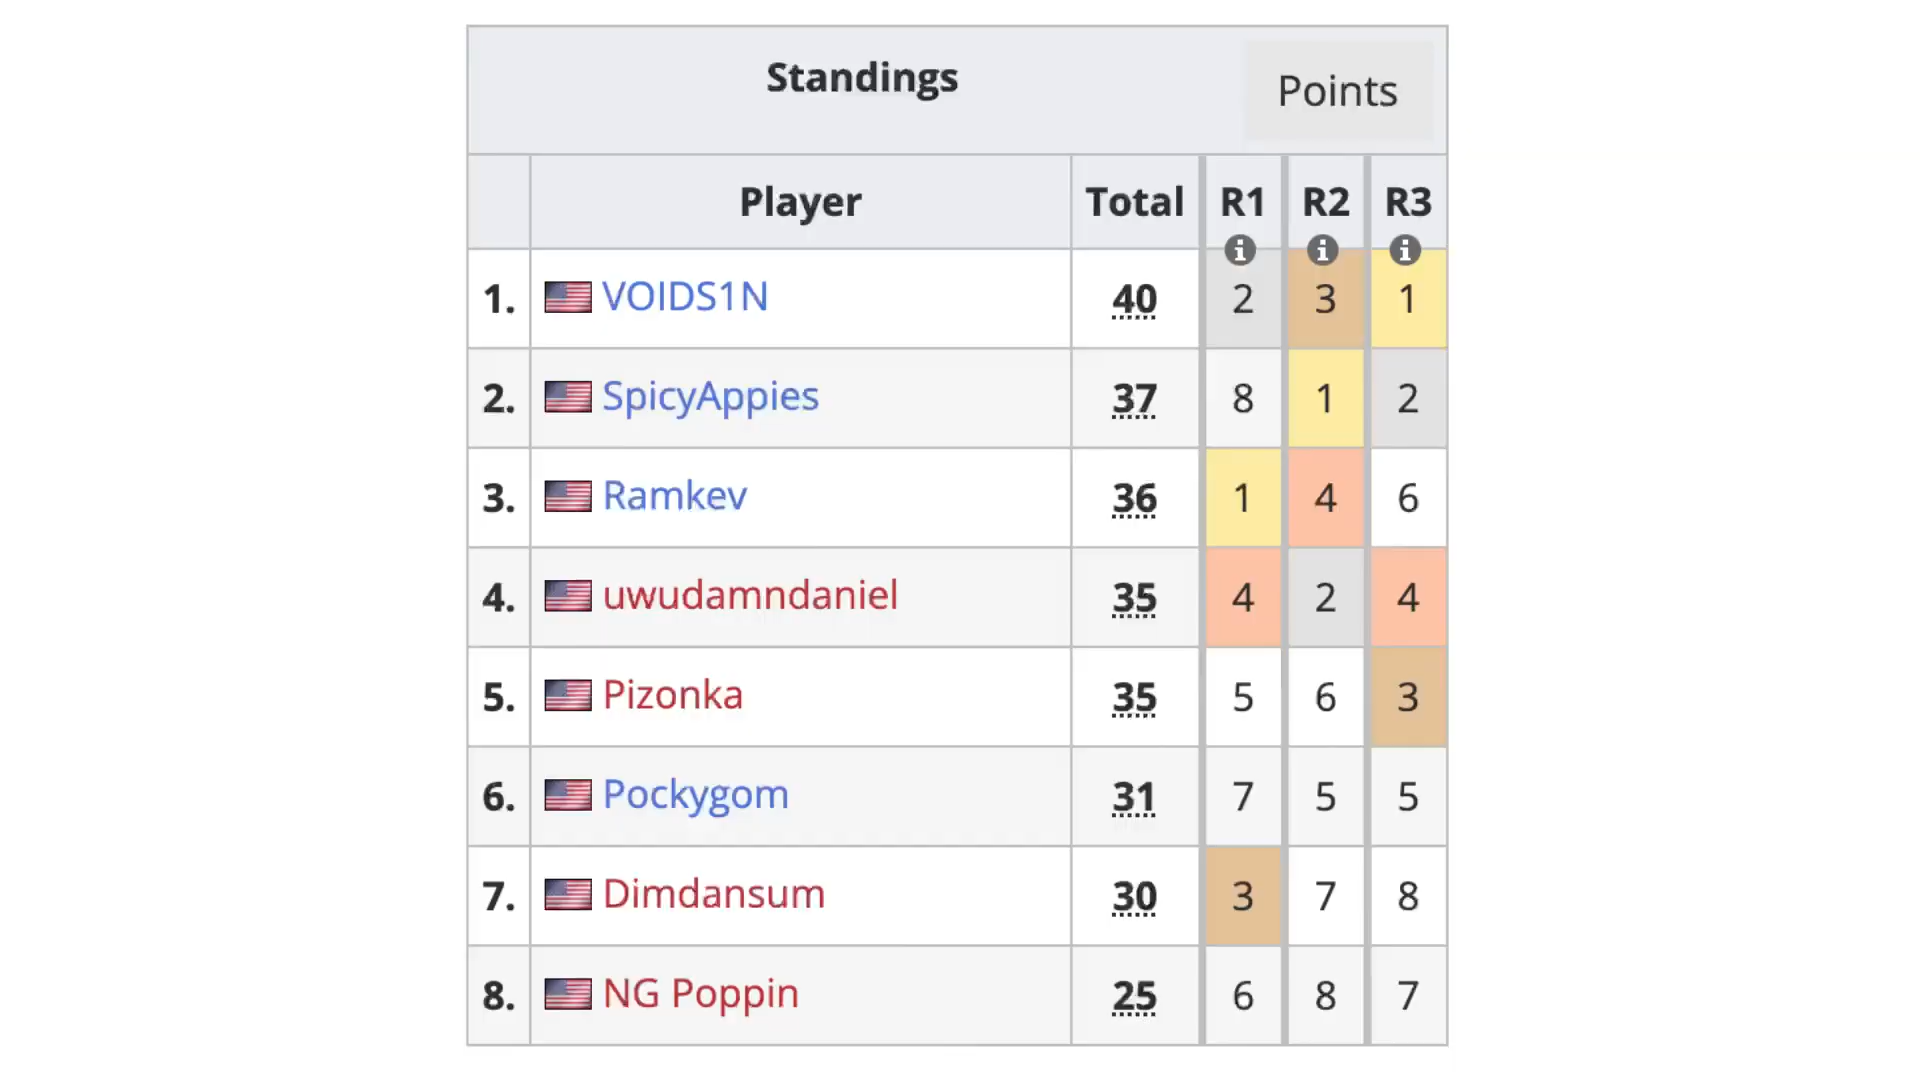 Standings Points
Player Total R1 R2 R3
1. VOIDS1N 40 2 3 1
2. SpicyAppies 37 8 1 2
3. Ramkev 36 1 4 6
4. uwudamndaniel 35 4 2 4
5. Pizonka 35 5 6 3
6. Pockygom 31 7 5 5
7. Dimdansum 30 3 7 8
8. NG Poppin 25 6 8 7